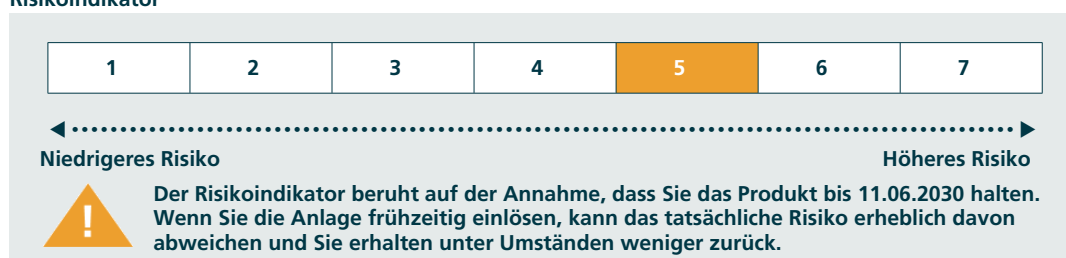 Risikoindikator
1 2 3 4 5 6 7
Niedrigeres Risiko Höheres Risiko
! Der Risikoindikator beruht auf der Annahme, dass Sie das Produkt bis 11.06.2030 halten.
Wenn Sie die Anlage frühzeitig einlösen, kann das tatsächliche Risiko erheblich davon
abweichen und Sie erhalten unter Umständen weniger zurück.